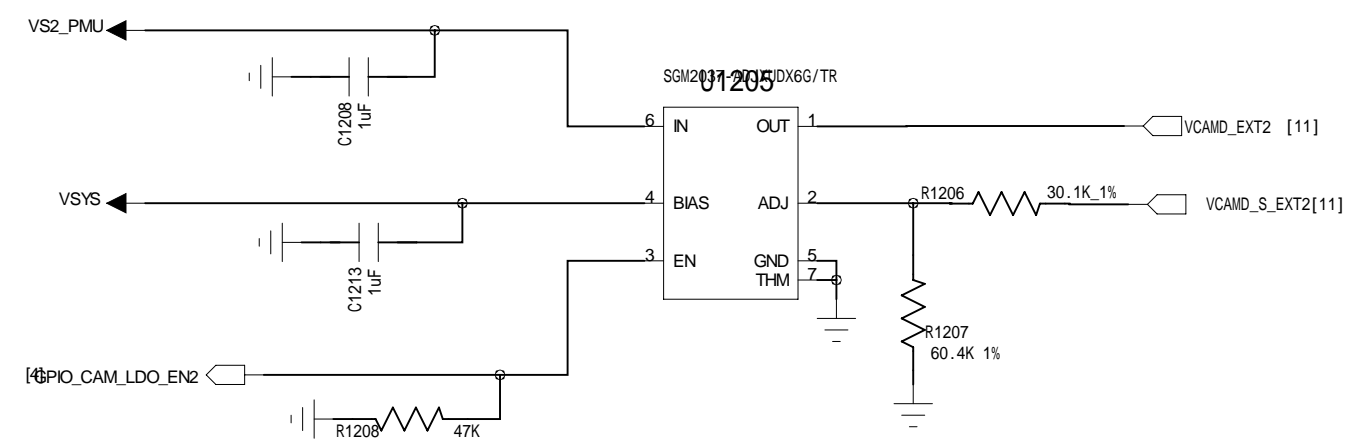 VS2_PMU
C1208
1uF
SGM2037-ADJXUDX6G/TR
U1205
6 IN OUT 1
VCAMD_EXT2 [11]
VSYS
C1213
1uF
4 BIAS ADJ 2
R1206 30.1K_1%
VCAMD_S_EXT2[11]
3 EN GND 5
THM 7
R1207
60.4K 1%
[4]GPIO_CAM_LDO_EN2
R1208 47K